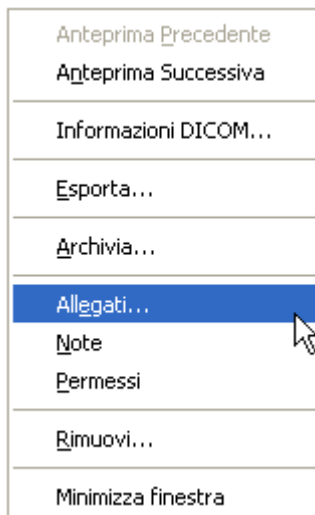 Anteprima Precedente
Anteprima Successiva
Informazioni DICOM...
Esporta...
Archivia...
Allegati...
Note
Permessi
Rimuovi...
Minimizza finestra